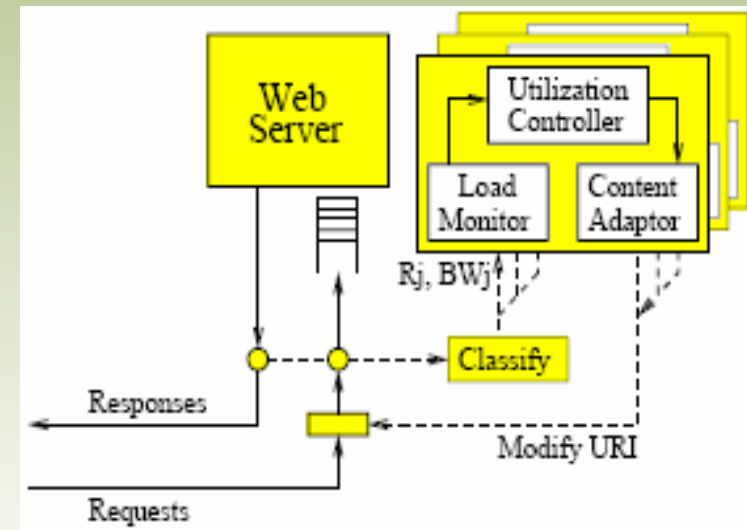 Web
Server
Utilization
Controller
Load
Monitor
Content
Adaptor
Rj, BWj
Classify
Responses
Modify URI
Requests